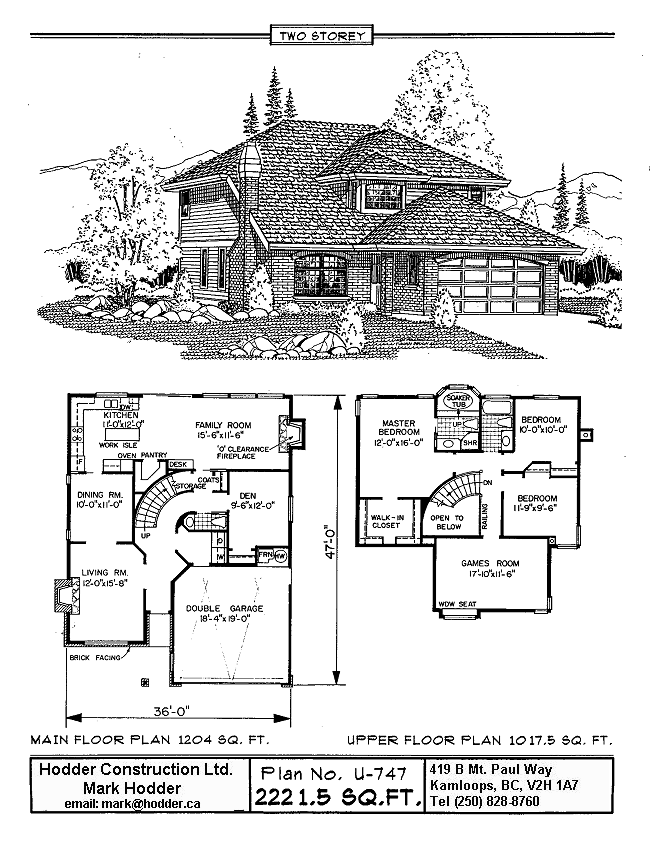 TWO STOREY
KITCHEN
11'-0"x12'-0"
DW
WORK ISLE
OVEN PANTRY
DESK
FAMILY ROOM
15'-6"x11'-6"
'O' CLEARANCE
FIREPLACE
COATS
STORAGE
DINING RM.
10'-0"x11'-0"
DEN
9'-6"x12'-0"
UP
LIVING RM.
12'-0"x15'-8"
FRN
HW
W
DOUBLE GARAGE
18'-4"x19'-0"
BRICK FACING
36'-0"
47'-0"
MASTER
BEDROOM
12'-0"x16'-0"
SOAKER
TUB
UP
SHR
BEDROOM
10'-0"x10'-0"
DN
BEDROOM
11'-9"x9'-6"
WALK-IN
CLOSET
OPEN TO
BELOW
RAILING
GAMES ROOM
17'-10"x11'-6"
WDW SEAT
MAIN FLOOR PLAN 1204 SQ. FT.
UPPER FLOOR PLAN 1017.5 SQ. FT.
Hodder Construction Ltd.
Mark Hodder
email: mark@hodder.ca
Plan No. U-747
2221.5 SQ.FT.
419 B Mt. Paul Way
Kamloops, BC, V2H 1A7
Tel (250) 828-8760